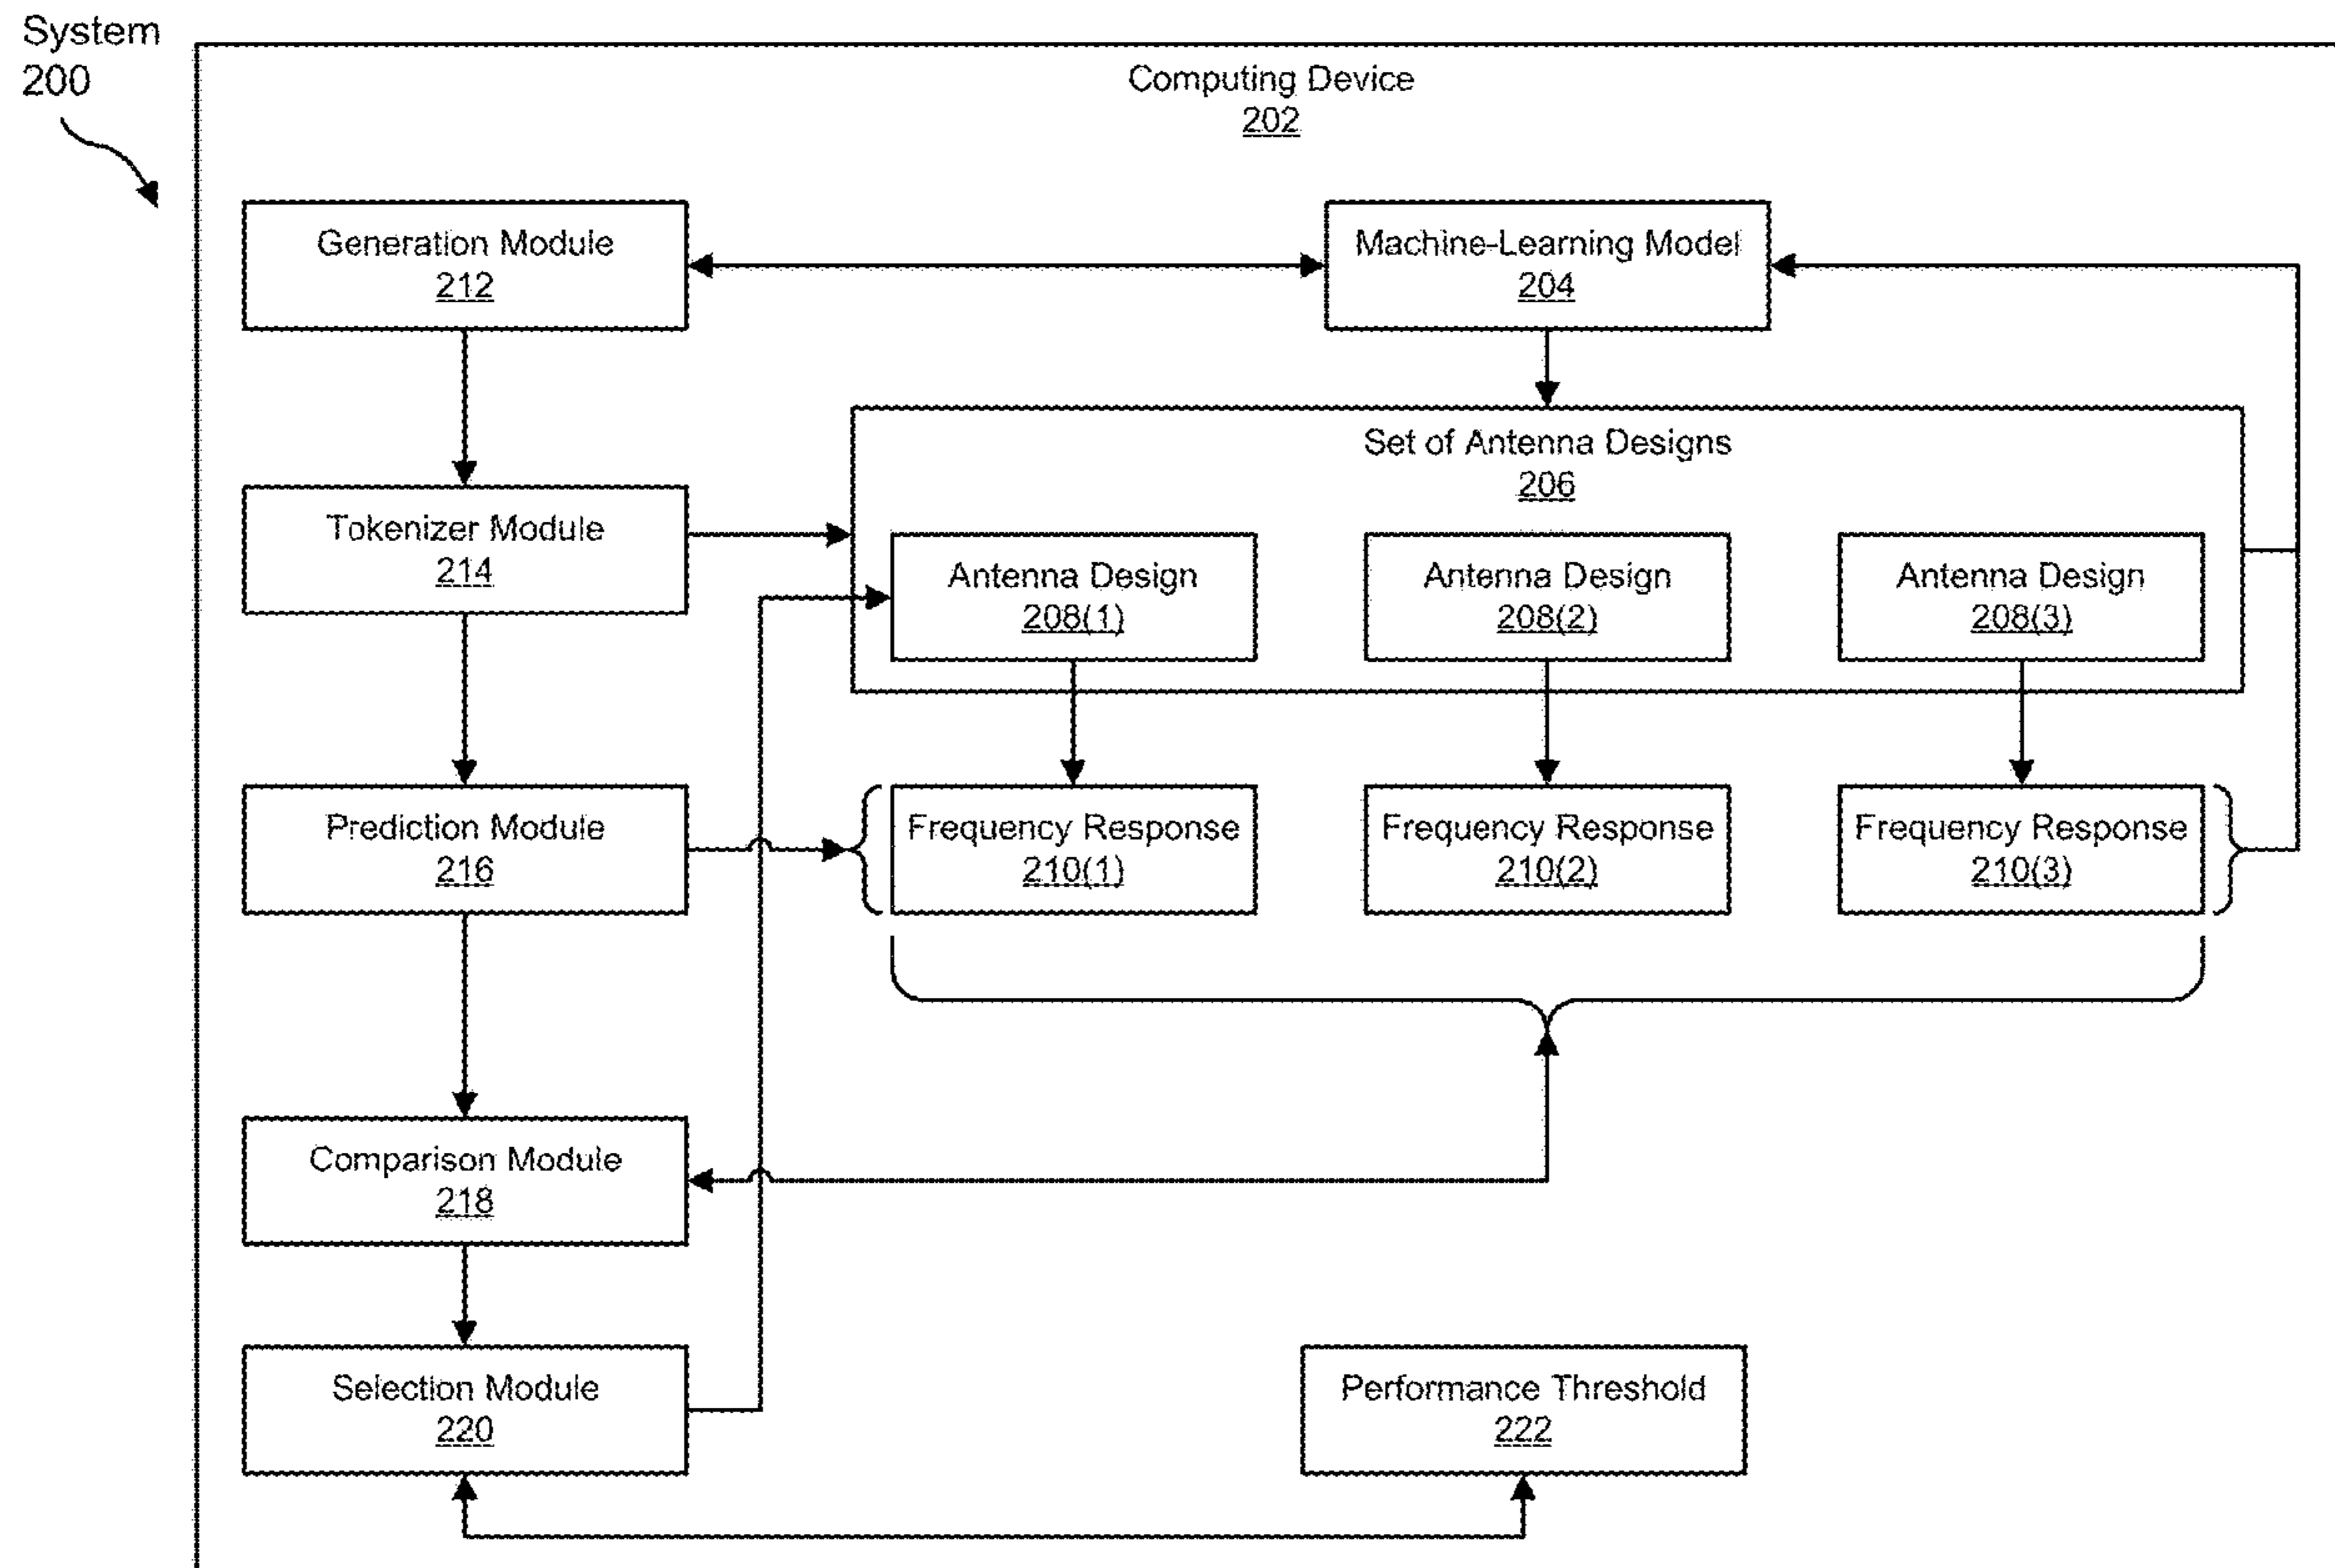 System
200
Computing Device
202
Generation Module
212
Machine-Learning Model
204
Set of Antenna Designs
206
Tokenizer Module
214
Antenna Design
208(1)
Antenna Design
208(2)
Antenna Design
208(3)
Prediction Module
216
Frequency Response
210(1)
Frequency Response
210(2)
Frequency Response
210(3)
Comparison Module
218
Selection Module
220
Performance Threshold
222